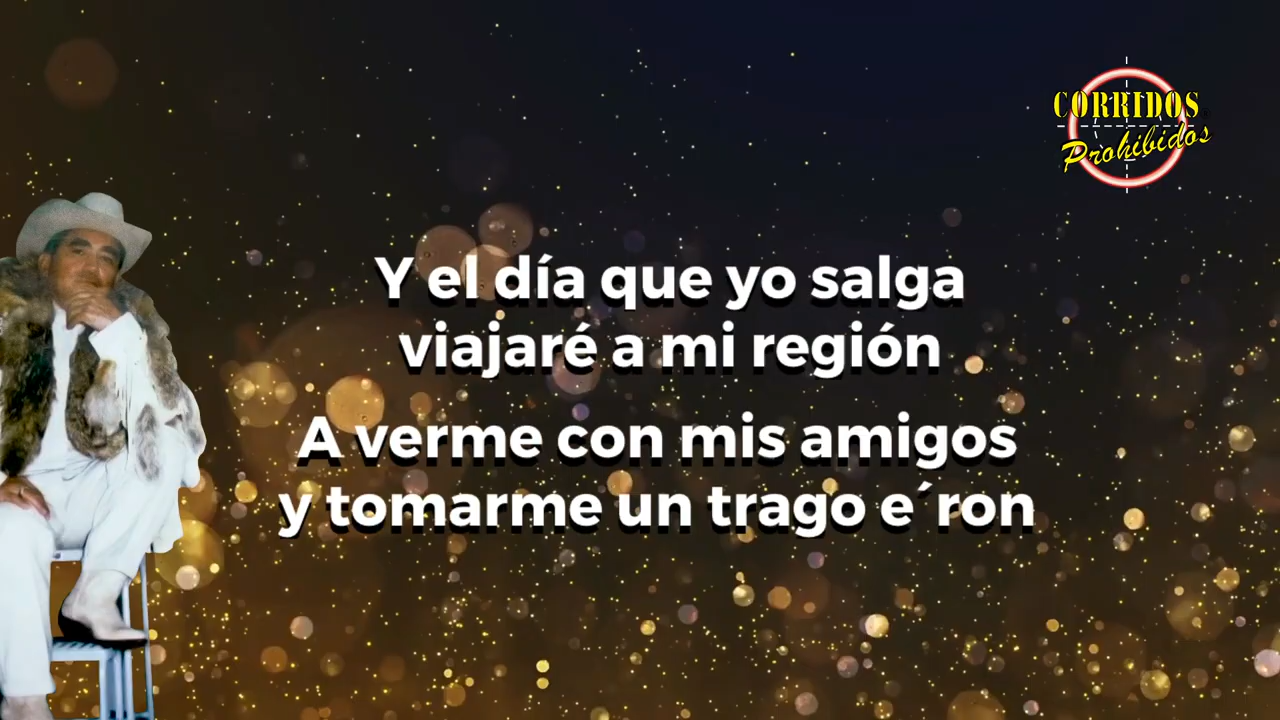 CORRIDOS
Prohibidos
Y el día que yo salga
viajaré a mi región
A verme con mis amigos
y tomarme un trago e´ron